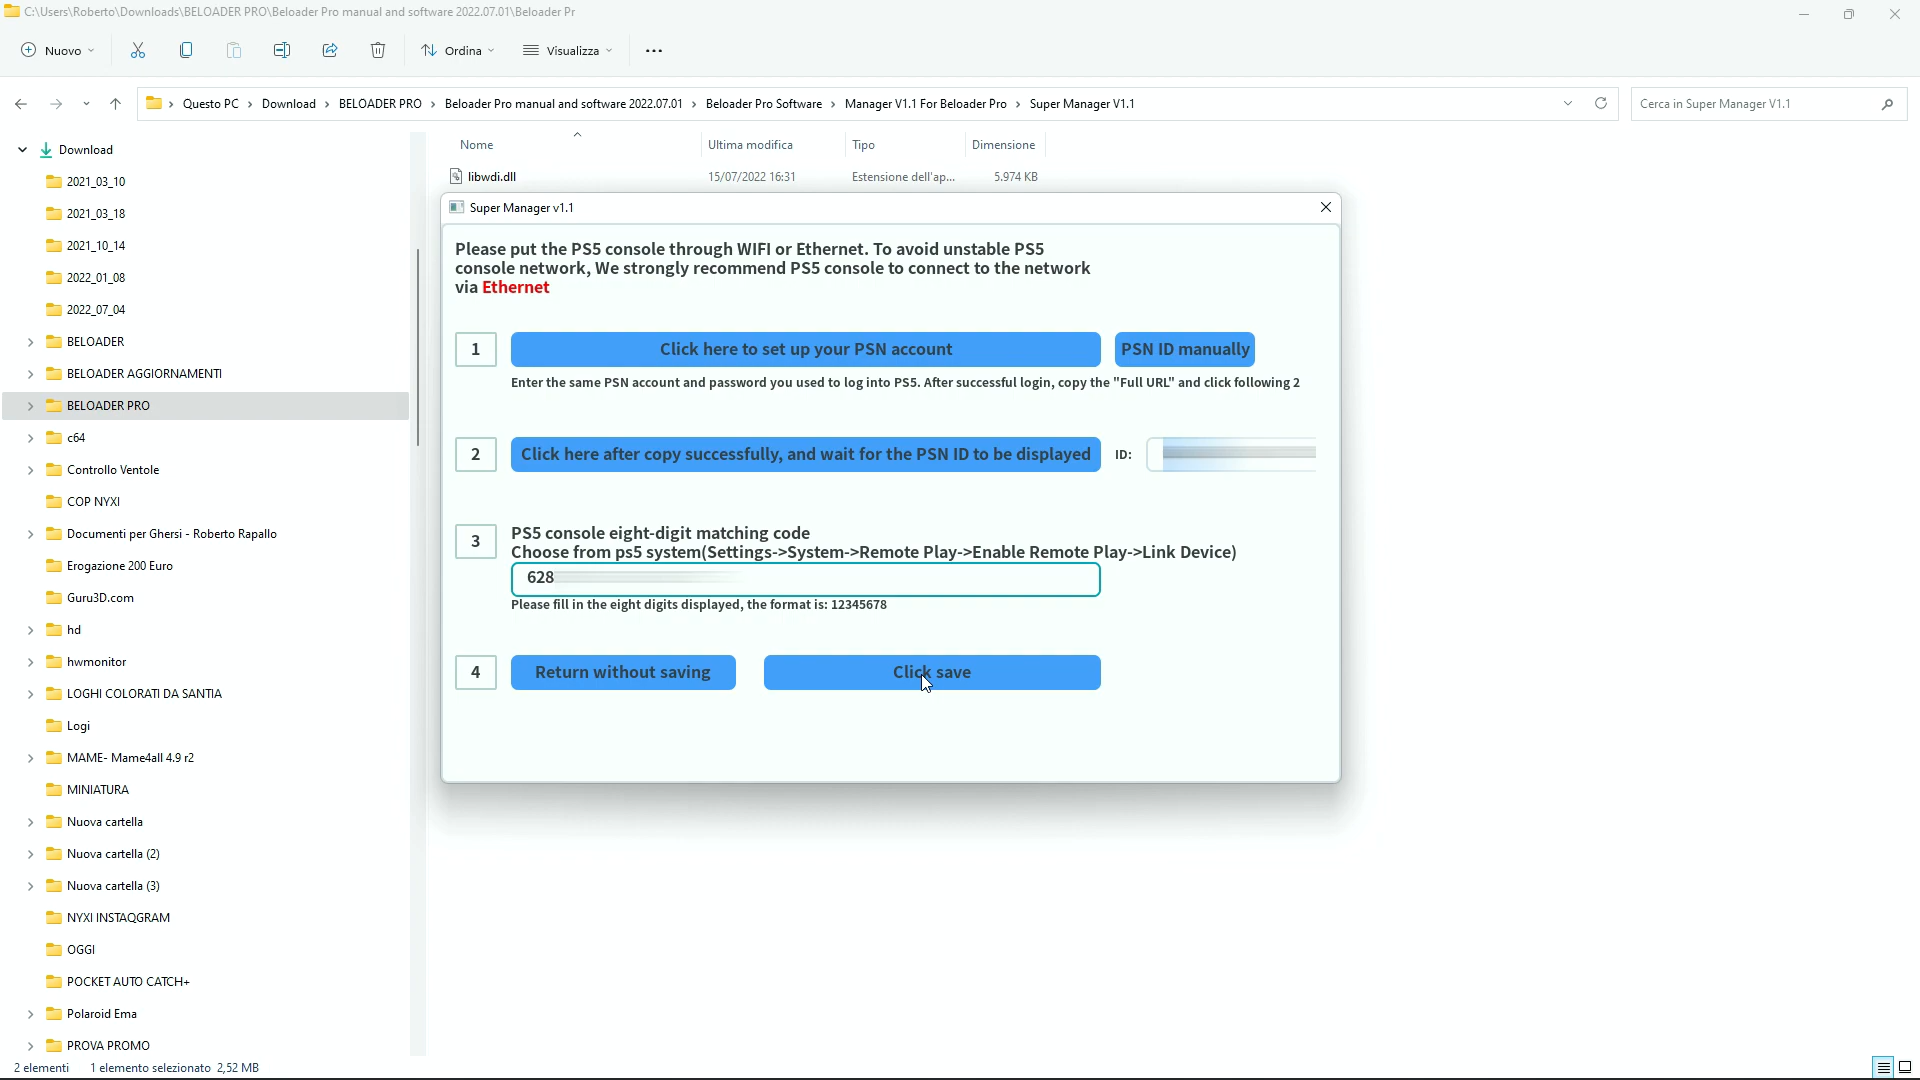 C:\Users\Roberto\Downloads\BELOADER PRO\Beloader Pro manual and software 2022.07.01\Beloader Pr
Nuovo
Ordina
Visualizza
Questo PC > Download > BELOADER PRO > Beloader Pro manual and software 2022.07.01 > Beloader Pro Software > Manager V1.1 For Beloader Pro > Super Manager V1.1
Cerca in Super Manager V1.1
Download
2021_03_10
2021_03_18
2021_10_14
2022_01_08
2022_07_04
BELOADER
BELOADER AGGIORNAMENTI
BELOADER PRO
c64
Controllo Ventole
COP NYXI
Documenti per Ghersi - Roberto Rapallo
Erogazione 200 Euro
Guru3D.com
hd
hwmonitor
LOGHI COLORATI DA SANTIA
Logi
MAME- Mame4all 4.9 r2
MINIATURA
Nuova cartella
Nuova cartella (2)
Nuova cartella (3)
NYXI INSTAQGRAM
OGGI
POCKET AUTO CATCH+
Polaroid Ema
PROVA PROMO
Nome Ultima modifica Tipo Dimensione
libwdi.dll 15/07/2022 16:31 Estensione dell'ap... 5.974 KB
Super Manager v1.1
Please put the PS5 console through WIFI or Ethernet. To avoid unstable PS5
console network, We strongly recommend PS5 console to connect to the network
via Ethernet
1 Click here to set up your PSN account PSN ID manually
Enter the same PSN account and password you used to log into PS5. After successful login, copy the "Full URL" and click following 2
2 Click here after copy successfully, and wait for the PSN ID to be displayed ID:
3 PS5 console eight-digit matching code
Choose from ps5 system(Settings->System->Remote Play->Enable Remote Play->Link Device)
628
Please fill in the eight digits displayed, the format is: 12345678
4 Return without saving Click save
2 elementi 1 elemento selezionato 2,52 MB